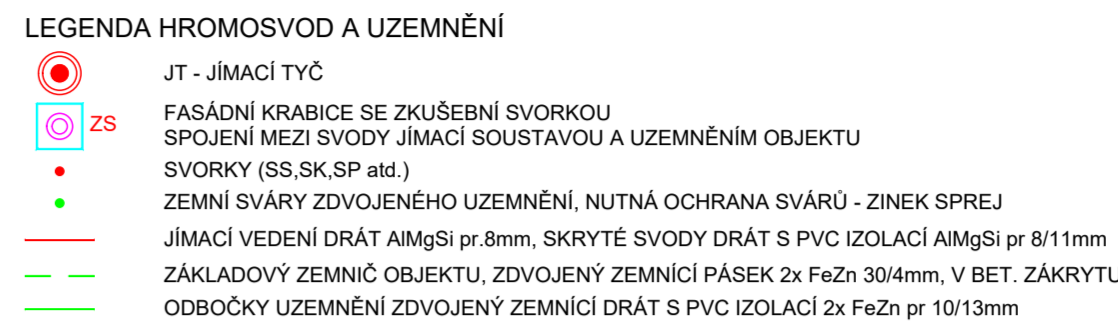 LEGENDA HROMOSVOD A UZEMNĚNÍ
JT - JÍMACÍ TYČ
ZS FASÁDNÍ KRABICE SE ZKUŠEBNÍ SVORKOU
SPOJENÍ MEZI SVODY JÍMACÍ SOUSTAVOU A UZEMNĚNÍM OBJEKTU
SVORKY (SS,SK,SP atd.)
ZEMNÍ SVÁRY ZDVOJENÉHO UZEMNĚNÍ, NUTNÁ OCHRANA SVÁRŮ - ZINEK SPREJ
JÍMACÍ VEDENÍ DRÁT AlMgSi pr.8mm, SKRYTÉ SVODY DRÁT S PVC IZOLACÍ AlMgSi pr 8/11mm
ZÁKLADOVÝ ZEMNIČ OBJEKTU, ZDVOJENÝ ZEMNÍCÍ PÁSEK 2x FeZn 30/4mm, V BET. ZÁKRYTU
ODBOČKY UZEMNĚNÍ ZDVOJENÝ ZEMNÍCÍ DRÁT S PVC IZOLACÍ 2x FeZn pr 10/13mm